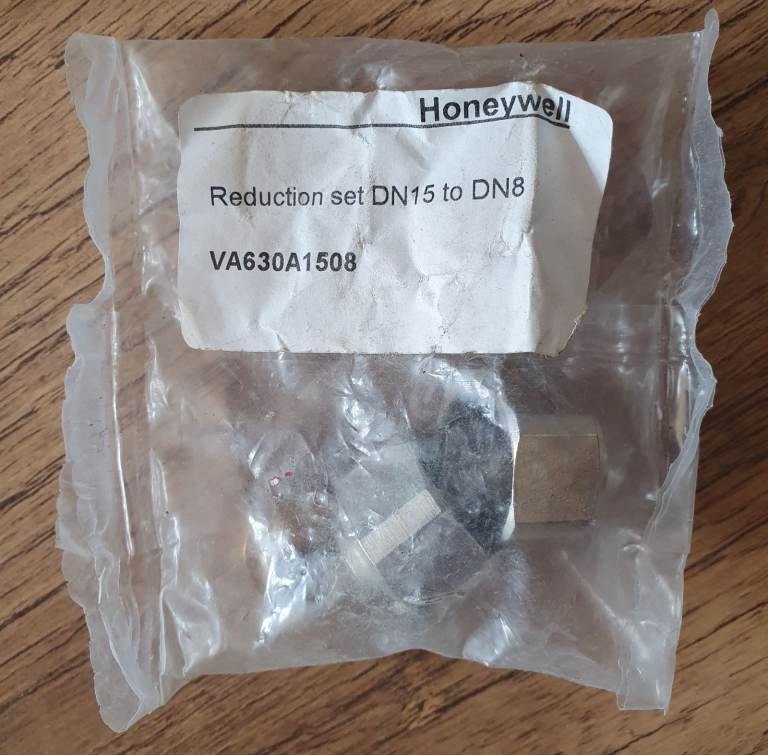 Honeywell
Reduction set DN15 to DN8
VA630A1508